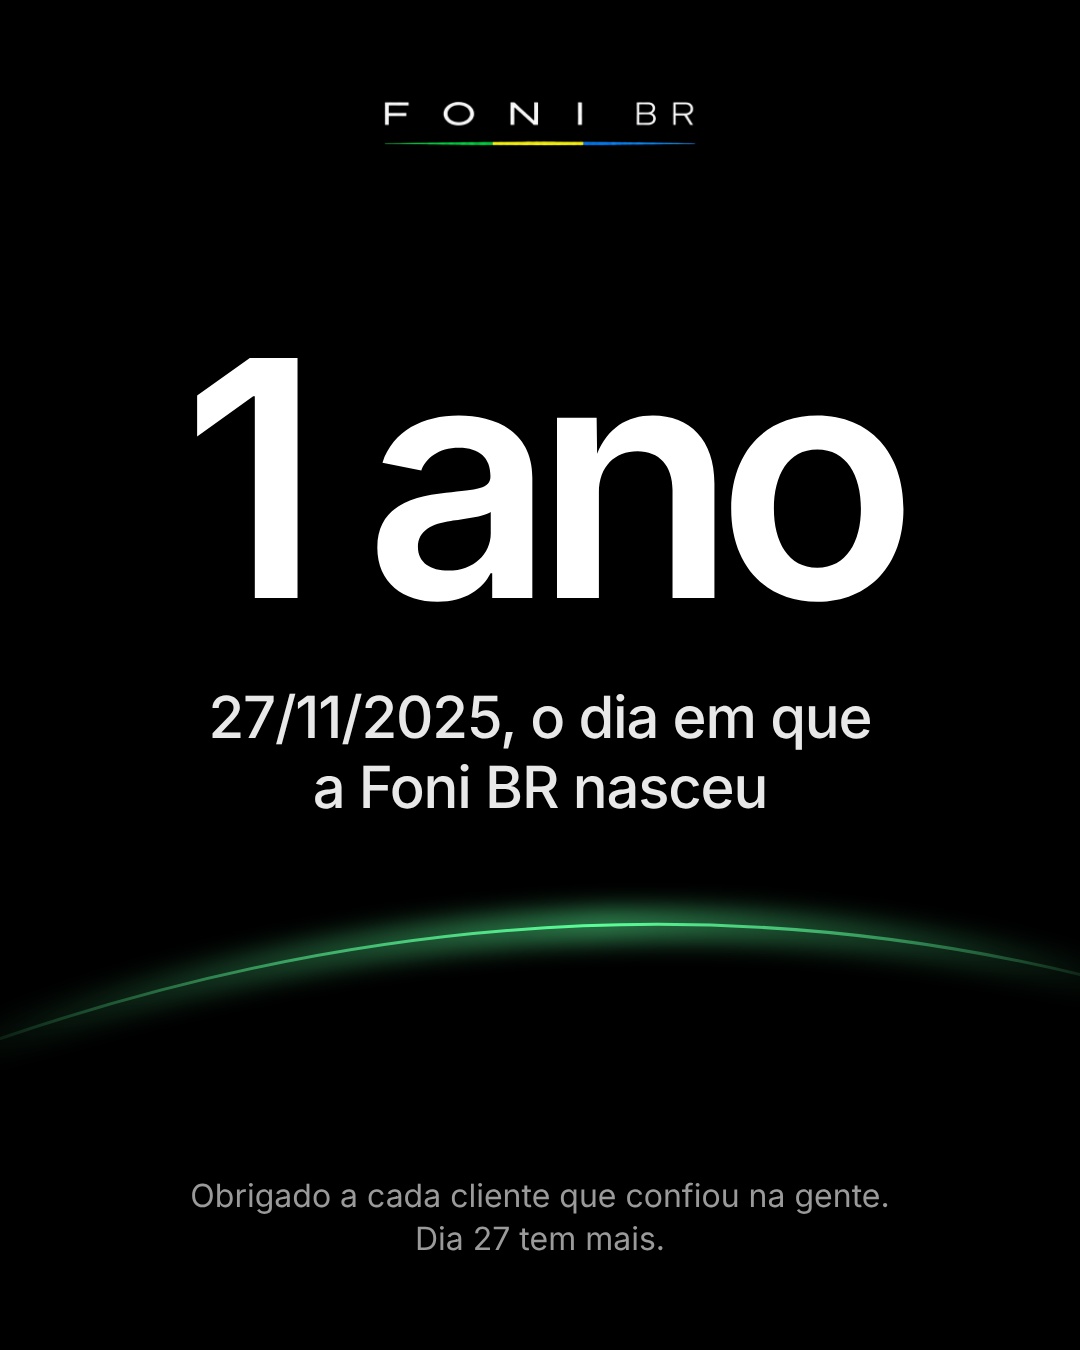 FONI BR
1 ano
27/11/2025, o dia em que
a Foni BR nasceu
Obrigado a cada cliente que confiou na gente.
Dia 27 tem mais.